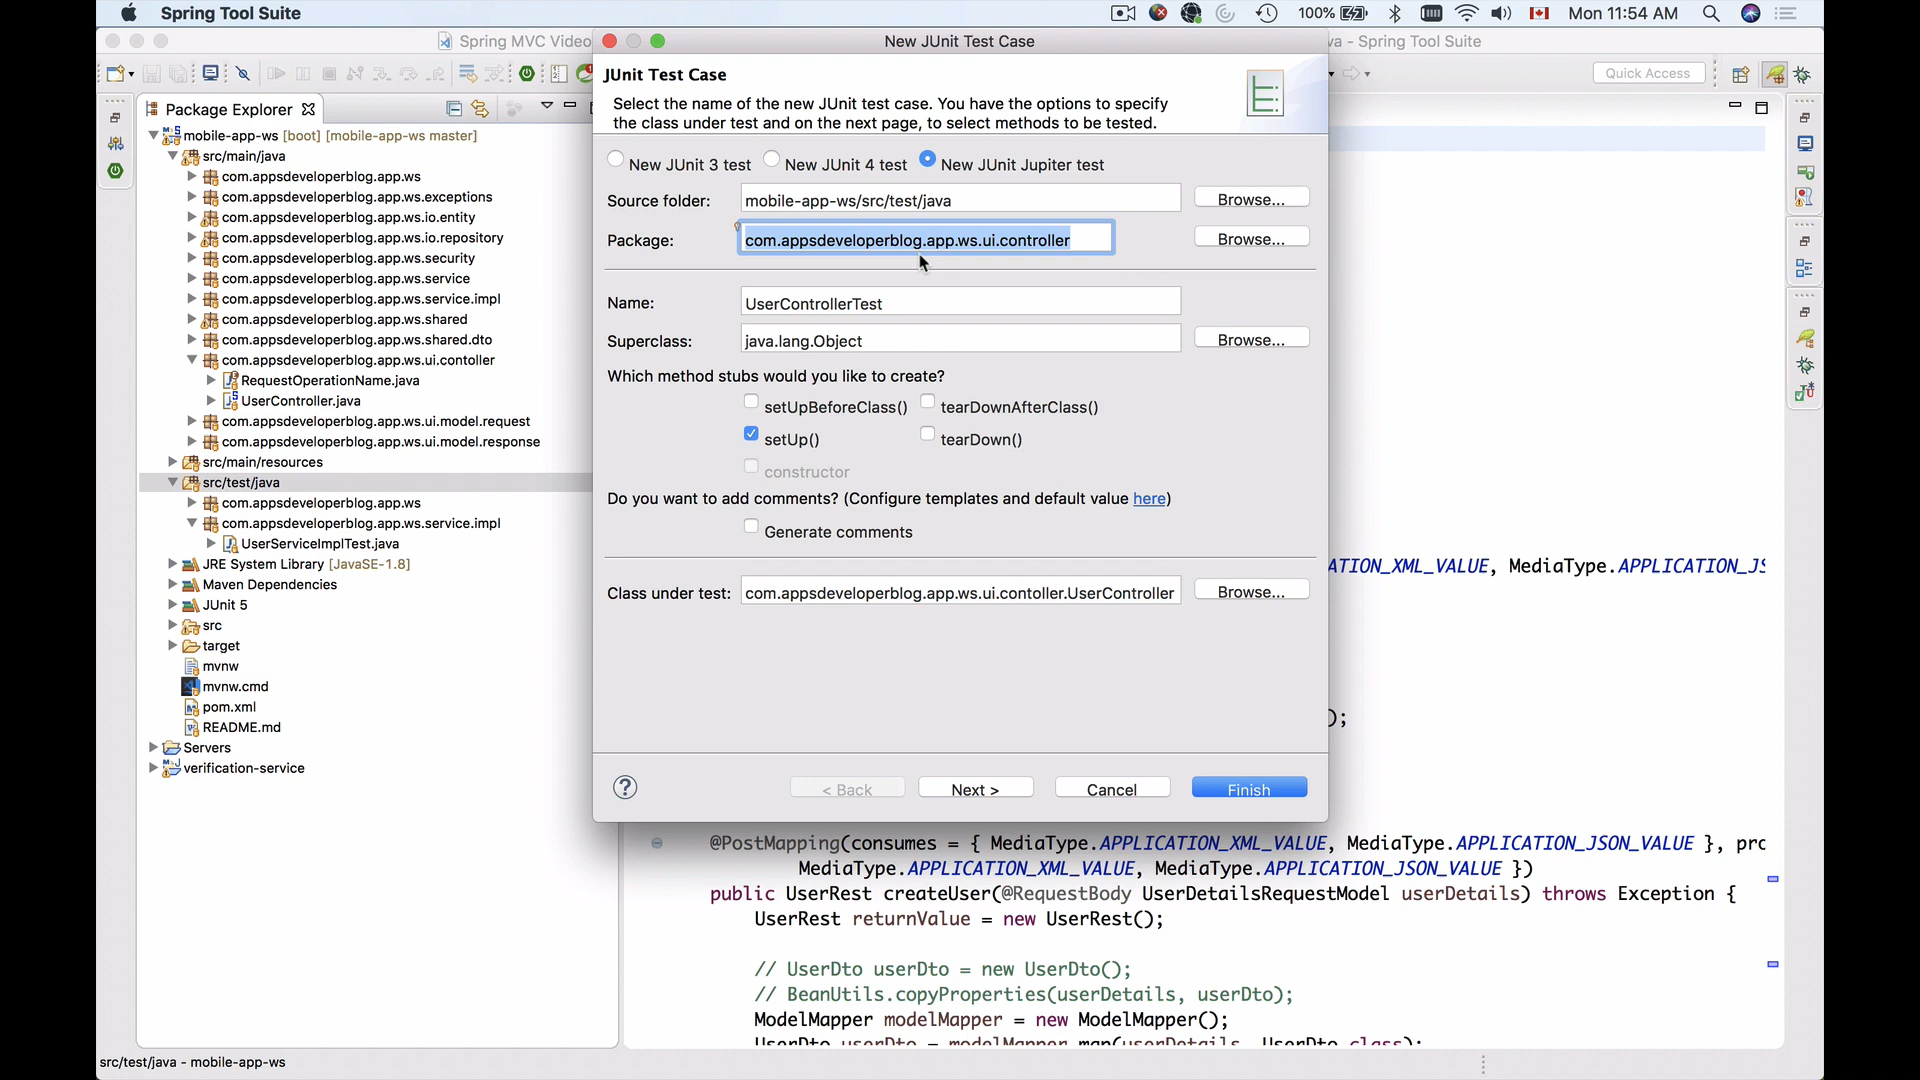 Spring Tool Suite
100%
Mon 11:54 AM
Spring MVC Video
New JUnit Test Case
va - Spring Tool Suite
Quick Access
Package Explorer
mobile-app-ws [boot] [mobile-app-ws master]
src/main/java
com.appsdeveloperblog.app.ws
com.appsdeveloperblog.app.ws.exceptions
com.appsdeveloperblog.app.ws.io.entity
com.appsdeveloperblog.app.ws.io.repository
com.appsdeveloperblog.app.ws.security
com.appsdeveloperblog.app.ws.service
com.appsdeveloperblog.app.ws.service.impl
com.appsdeveloperblog.app.ws.shared
com.appsdeveloperblog.app.ws.shared.dto
com.appsdeveloperblog.app.ws.ui.contoller
RequestOperationName.java
UserController.java
com.appsdeveloperblog.app.ws.ui.model.request
com.appsdeveloperblog.app.ws.ui.model.response
src/main/resources
src/test/java
com.appsdeveloperblog.app.ws
com.appsdeveloperblog.app.ws.service.impl
UserServiceImplTest.java
JRE System Library [JavaSE-1.8]
Maven Dependencies
JUnit 5
src
target
mvnw
mvnw.cmd
pom.xml
README.md
Servers
verification-service
JUnit Test Case
Select the name of the new JUnit test case. You have the options to specify
the class under test and on the next page, to select methods to be tested.
New JUnit 3 test New JUnit 4 test New JUnit Jupiter test
Source folder: mobile-app-ws/src/test/java Browse...
Package: com.appsdeveloperblog.app.ws.ui.controller Browse...
Name: UserControllerTest
Superclass: java.lang.Object Browse...
Which method stubs would you like to create?
setUpBeforeClass() tearDownAfterClass()
setUp() tearDown()
constructor
Do you want to add comments? (Configure templates and default value here)
Generate comments
Class under test: com.appsdeveloperblog.app.ws.ui.contoller.UserController Browse...
? < Back Next > Cancel Finish
ATION_XML_VALUE, MediaType.APPLICATION_JS
);
@PostMapping(consumes = { MediaType.APPLICATION_XML_VALUE, MediaType.APPLICATION_JSON_VALUE }, prc
MediaType.APPLICATION_XML_VALUE, MediaType.APPLICATION_JSON_VALUE })
public UserRest createUser(@RequestBody UserDetailsRequestModel userDetails) throws Exception {
UserRest returnValue = new UserRest();
// UserDto userDto = new UserDto();
// BeanUtils.copyProperties(userDetails, userDto);
ModelMapper modelMapper = new ModelMapper();
UserDto userDto = modelMapper.map(userDetails, UserDto.class);
src/test/java - mobile-app-ws